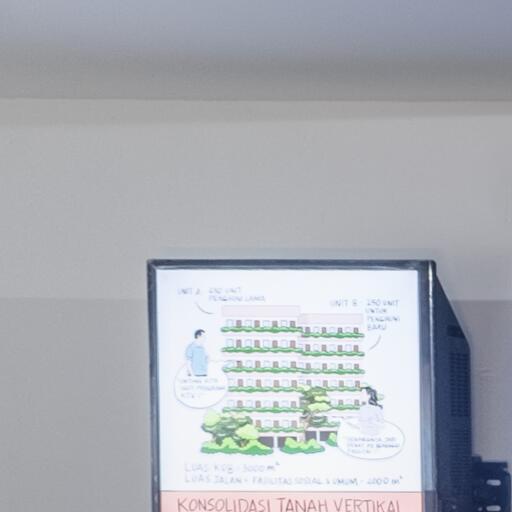 UNIT A : 250 UNIT
PENGHUNI LAMA
UNIT B : 250 UNIT
UNTUK
PENGHUNI
BARU
LUAS KDB - 3000 m²
LUAS JALAN + FASILITAS SOSIAL & UMUM - 2000 m²
KONSOLIDASI TANAH VERTIKAL